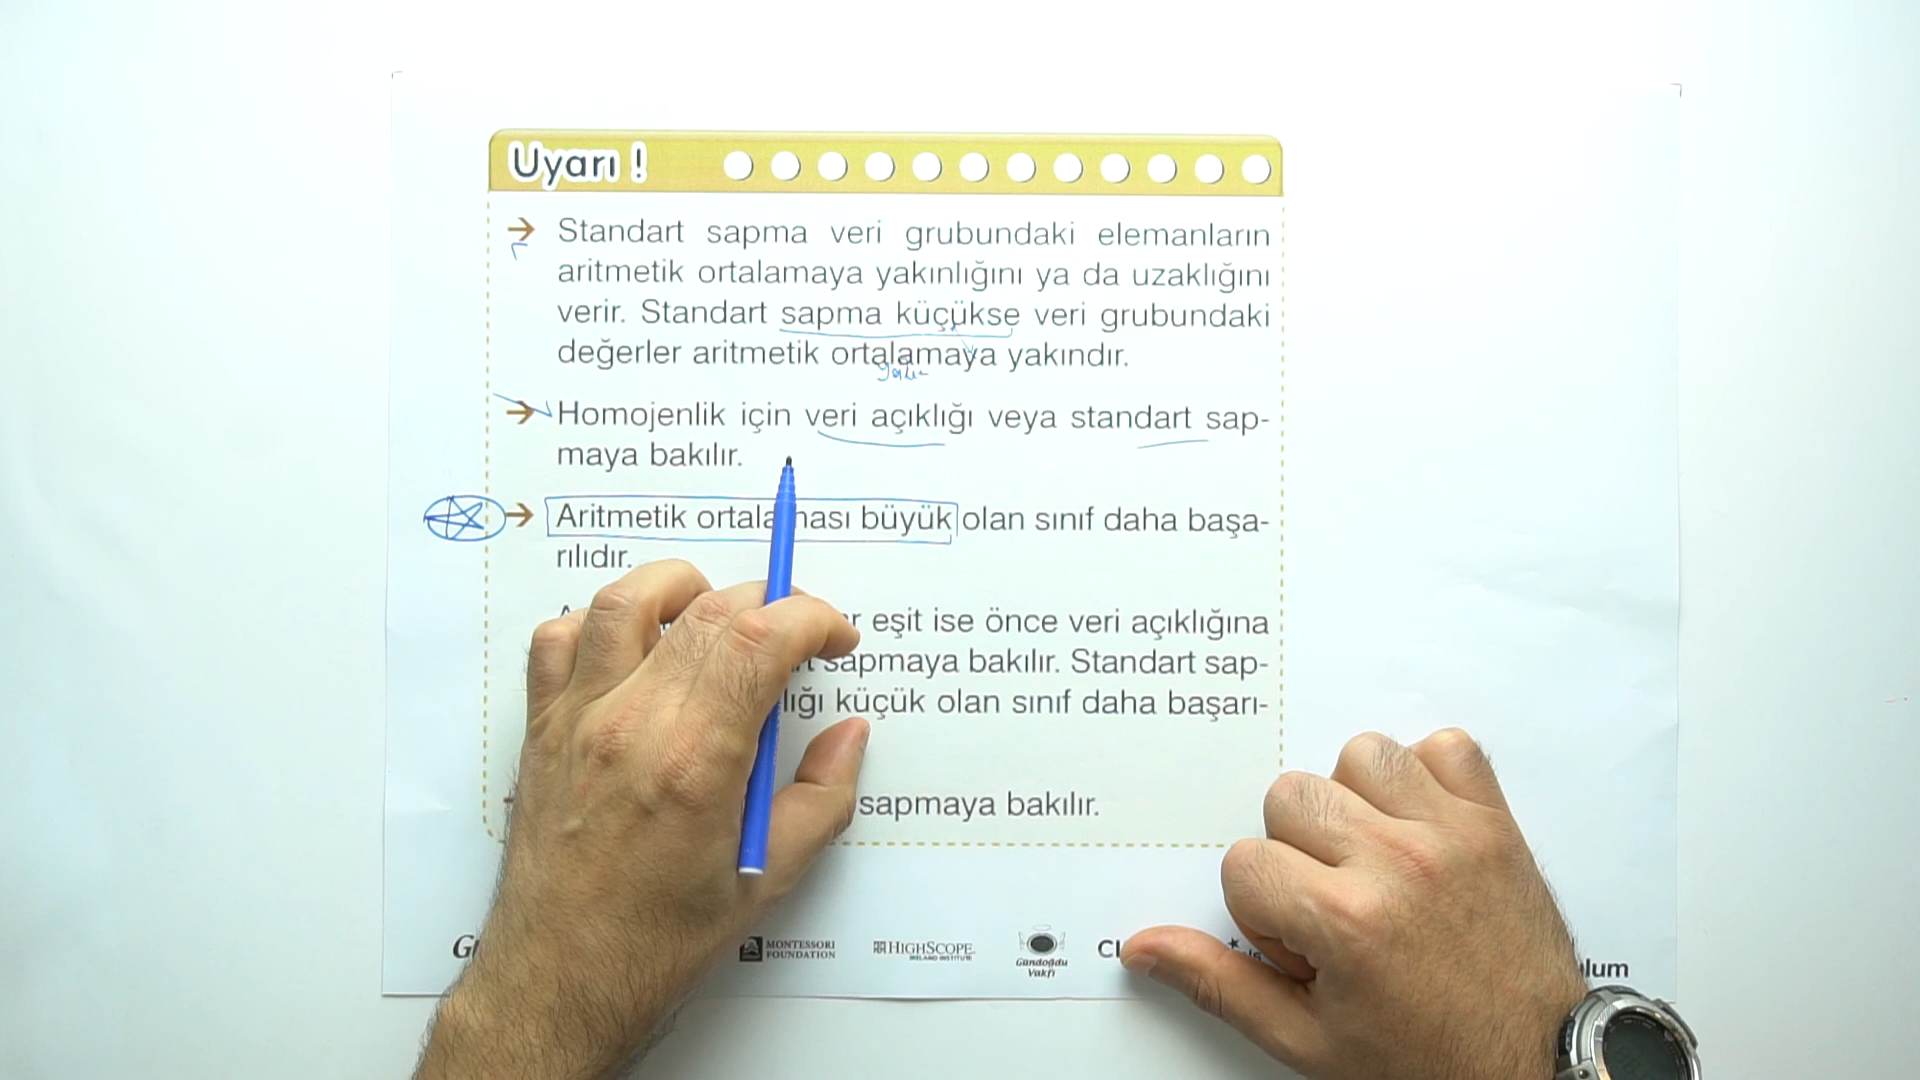 Uyarı !
Standart sapma veri grubundaki elemanların
aritmetik ortalamaya yakınlığını ya da uzaklığını
verir. Standart sapma küçükse veri grubundaki
değerler aritmetik ortalamaya yakındır.
Homojenlik için veri açıklığı veya standart sap-
maya bakılır.
Aritmetik ortalaması büyük olan sınıf daha başa-
rılıdır.
eşit ise önce veri açıklığına
sapmaya bakılır. Standart sap-
küçük olan sınıf daha başarı-
sapmaya bakılır.
MONTESSORI
FOUNDATION
HIGHSCOPE
IRELAND INSTITUTE
Gündoğdu
Vakfı